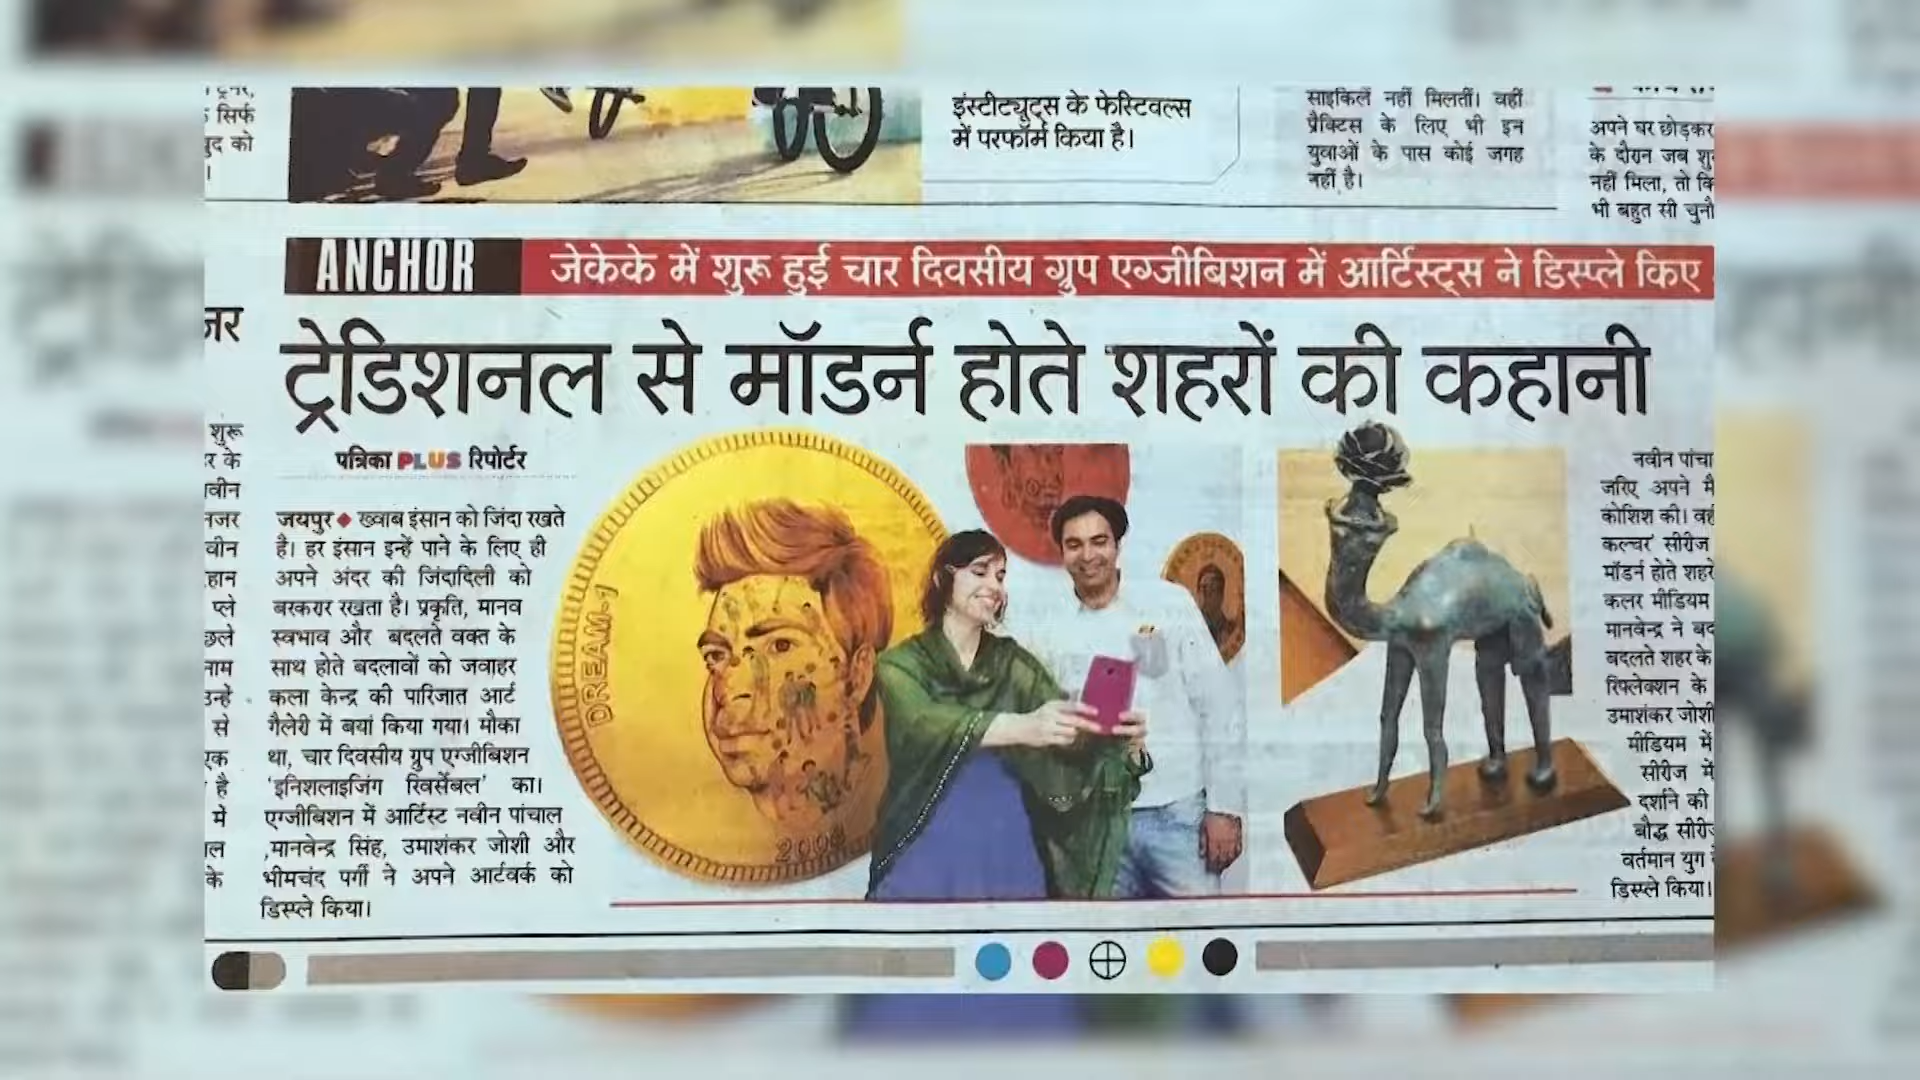 सिर्फ
को
इंस्टीट्यूट्स के फेस्टिवल्स
में परफॉर्म किया है।
साइकिलें नहीं मिलतीं। वहीं
प्रैक्टिस के लिए भी इन
युवाओं के पास कोई जगह
नहीं है।
अपने घर छोड़कर
के दौरान जब
नहीं मिला, तो
भी बहुत सी
ANCHOR
जेकेके में शुरू हुई चार दिवसीय ग्रुप एग्जीबिशन में आर्टिस्ट्स ने डिस्प्ले किए
ट्रेडिशनल से मॉडर्न होते शहरों की कहानी
शुरू
के
से
है
में
के
पत्रिका PLUS रिपोर्टर
जयपुर ◆ ख्वाब इंसान को जिंदा रखते
है। हर इंसान इन्हें पाने के लिए ही
अपने अंदर की जिंदादिली को
बरकरार रखता है। प्रकृति, मानव
स्वभाव और बदलते वक्त के
साथ होते बदलावों को जवाहर
कला केन्द्र की पारिजात आर्ट
गैलेरी में बयां किया गया। मौका
था, चार दिवसीय ग्रुप एग्जीबिशन
'इनिशलाइजिंग रिवर्सेबल' का।
एग्जीबिशन में आर्टिस्ट नवीन पांचाल
,मानवेन्द्र सिंह, उमाशंकर जोशी और
भीमचंद पर्गी ने अपने आर्टवर्क को
डिस्प्ले किया।
DREAM-1
नवीन
जरिए अपने
कोशिश की।
कल्चर' सीरीज
मॉडर्न होते
कलर मीडियम
मानवेन्द्र ने
बदलते शहर के
रिफ्लेक्शन के
उमाशंकर जोशी
मीडियम में
सीरीज में
दर्शाने की
बौद्ध
वर्तमान युग
डिस्प्ले किया।